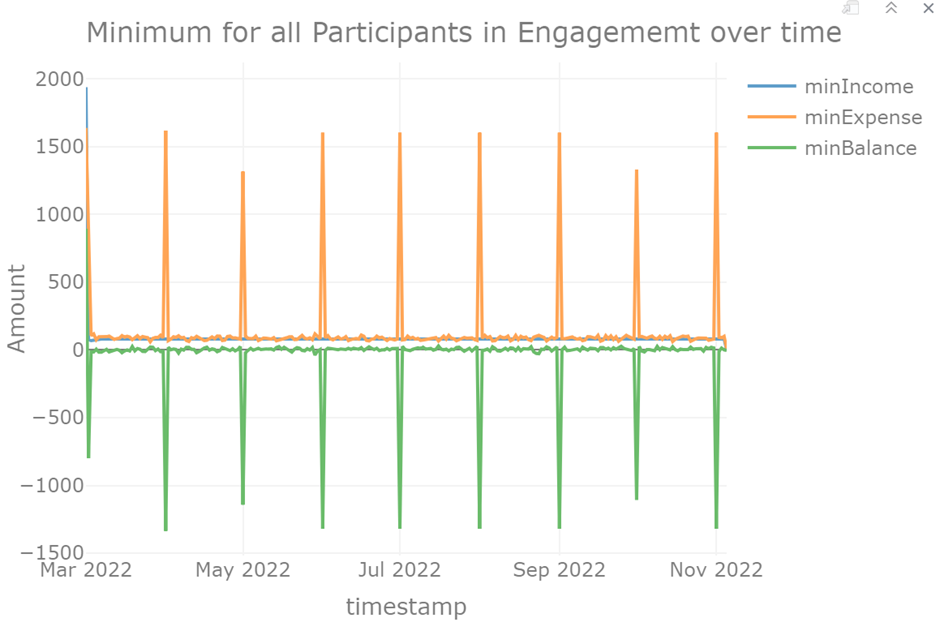 Minimum for all Participants in Engagememt over time
2000
1500
1000
500
0
−500
−1000
−1500
Amount
Mar 2022
May 2022
Jul 2022
Sep 2022
Nov 2022
timestamp
minIncome
minExpense
minBalance